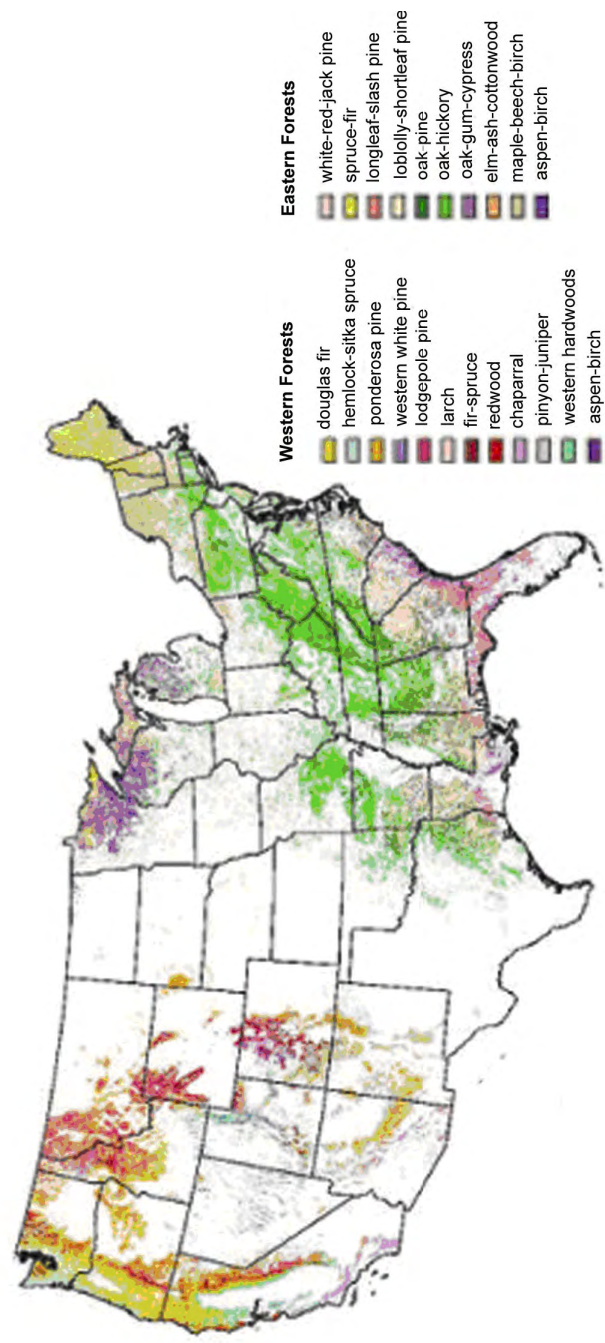 Western Forests
douglas fir
hemlock-sitka spruce
ponderosa pine
western white pine
lodgepole pine
larch
fir-spruce
redwood
chaparral
pinyon-juniper
western hardwoods
aspen-birch
Eastern Forests
white-red-jack pine
spruce-fir
longleaf-slash pine
loblolly-shortleaf pine
oak-pine
oak-hickory
oak-gum-cypress
elm-ash-cottonwood
maple-beech-birch
aspen-birch